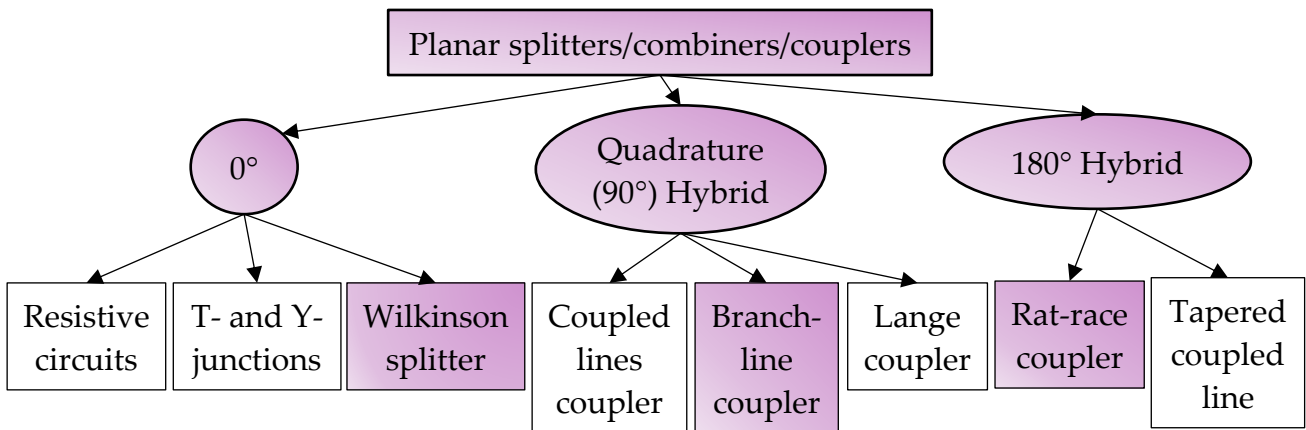 Planar splitters/combiners/couplers
0°
Quadrature
(90°) Hybrid
180° Hybrid
Resistive
circuits
T- and Y-
junctions
Wilkinson
splitter
Coupled
lines
coupler
Branch-
line
coupler
Lange
coupler
Rat-race
coupler
Tapered
coupled
line